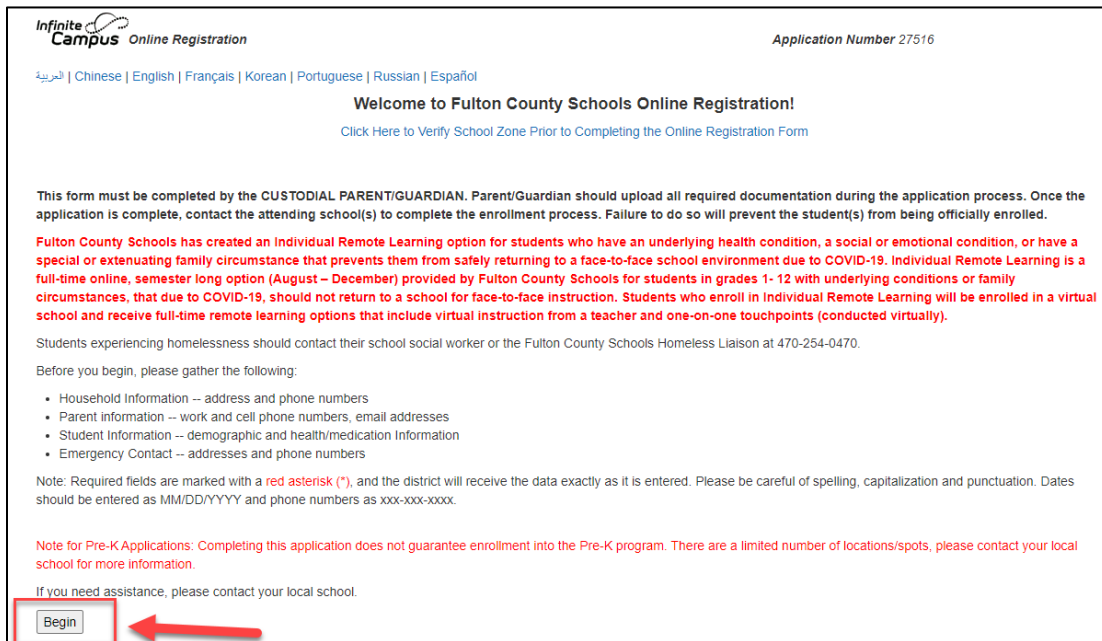 Infinite Campus Online Registration
Application Number 27516
العربية | Chinese | English | Français | Korean | Portuguese | Russian | Español
Welcome to Fulton County Schools Online Registration!
Click Here to Verify School Zone Prior to Completing the Online Registration Form
This form must be completed by the CUSTODIAL PARENT/GUARDIAN. Parent/Guardian should upload all required documentation during the application process. Once the
application is complete, contact the attending school(s) to complete the enrollment process. Failure to do so will prevent the student(s) from being officially enrolled.
Fulton County Schools has created an Individual Remote Learning option for students who have an underlying health condition, a social or emotional condition, or have a
special or extenuating family circumstance that prevents them from safely returning to a face-to-face school environment due to COVID-19. Individual Remote Learning is a
full-time online, semester long option (August – December) provided by Fulton County Schools for students in grades 1- 12 with underlying conditions or family
circumstances, that due to COVID-19, should not return to a school for face-to-face instruction. Students who enroll in Individual Remote Learning will be enrolled in a virtual
school and receive full-time remote learning options that include virtual instruction from a teacher and one-on-one touchpoints (conducted virtually).
Students experiencing homelessness should contact their school social worker or the Fulton County Schools Homeless Liaison at 470-254-0470.
Before you begin, please gather the following:
• Household Information -- address and phone numbers
• Parent information -- work and cell phone numbers, email addresses
• Student Information -- demographic and health/medication Information
• Emergency Contact -- addresses and phone numbers
Note: Required fields are marked with a red asterisk (*), and the district will receive the data exactly as it is entered. Please be careful of spelling, capitalization and punctuation. Dates
should be entered as MM/DD/YYYY and phone numbers as xxx-xxx-xxxx.
Note for Pre-K Applications: Completing this application does not guarantee enrollment into the Pre-K program. There are a limited number of locations/spots, please contact your local
school for more information.
If you need assistance, please contact your local school.
Begin